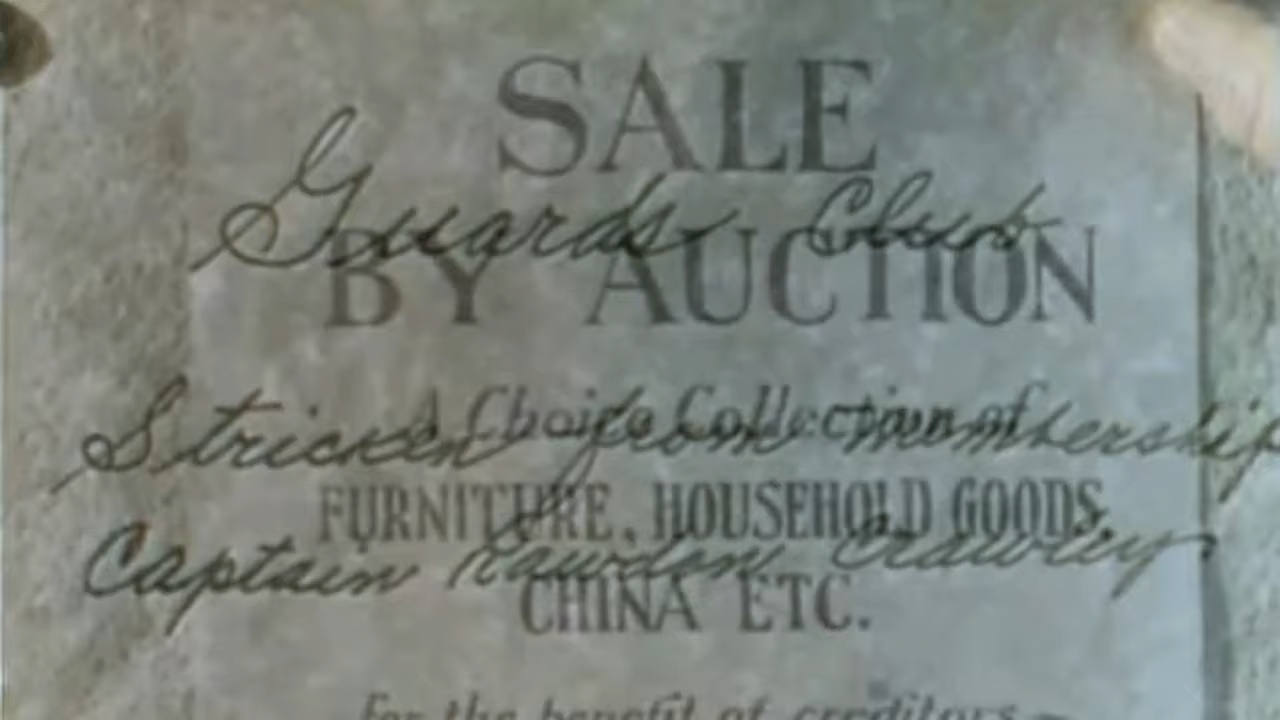 SALE
Guards Club
BY AUCTION
A Choice Collection of
Stricken from membership
FURNITURE, HOUSEHOLD GOODS,
Captain Rawdon Crawley
CHINA ETC.
For the benefit of creditors